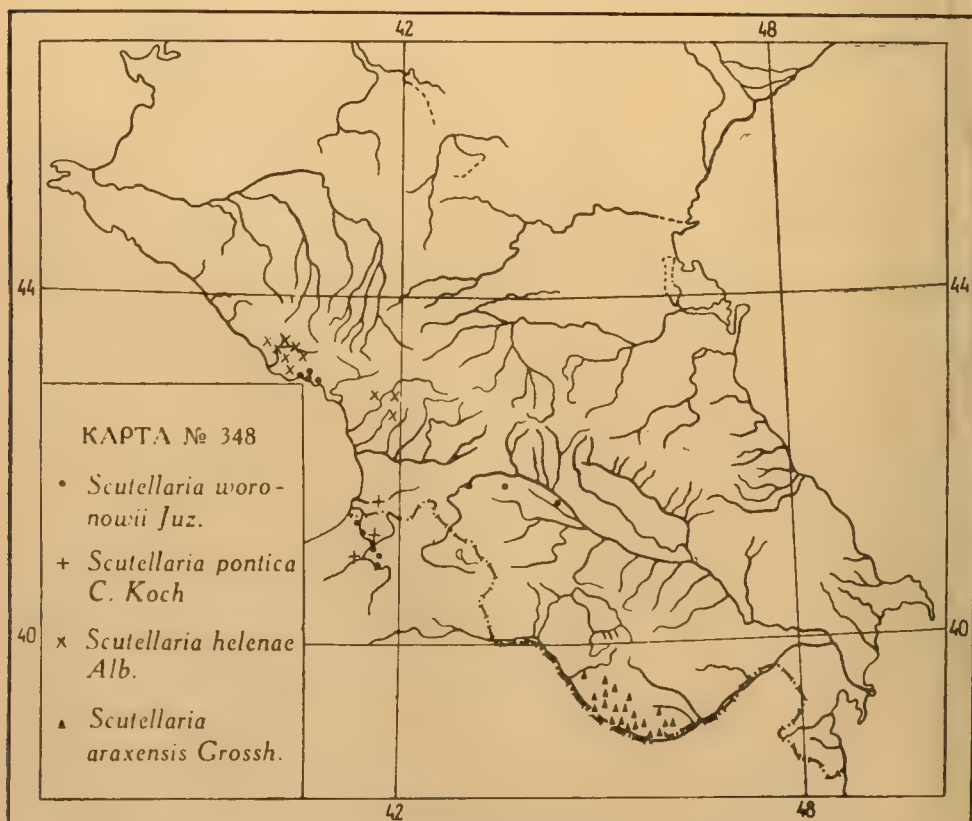 42 48
44 44
КАРТА № 348
Scutellaria woro-
nowii Juz.
Scutellaria pontica
C. Koch
40 Scutellaria helenae 40
Alb.
Scutellaria
araxensis Grossh.
42 48